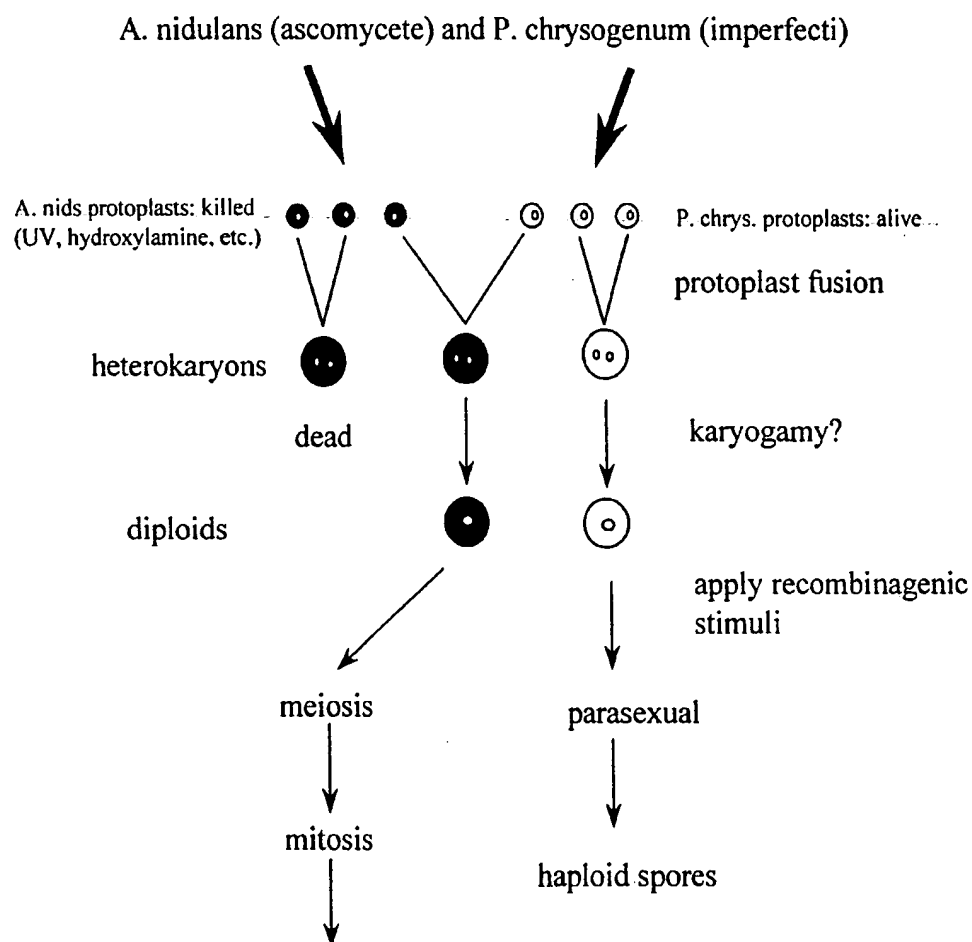 A. nidulans (ascomycete) and P. chrysogenum (imperfecti)
A. nids protoplasts: killed
(UV, hydroxylamine, etc.)
P. chrys. protoplasts: alive
protoplast fusion
heterokaryons
dead
karyogamy?
diploids
apply recombinagenic
stimuli
meiosis
parasexual
mitosis
haploid spores